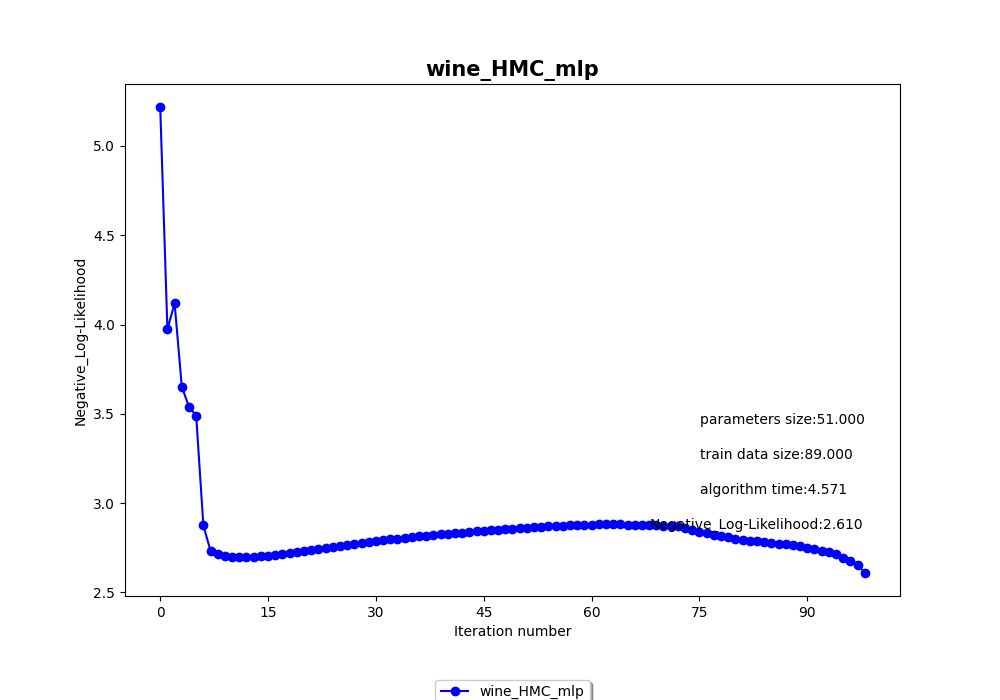 wine_HMC_mlp
5.0
4.5
4.0
3.5
3.0
2.5
Negative_Log-Likelihood
parameters size:51.000
train data size:89.000
algorithm time:4.571
Negative_Log-Likelihood:2.610
0 15 30 45 60 75 90
Iteration number
wine_HMC_mlp